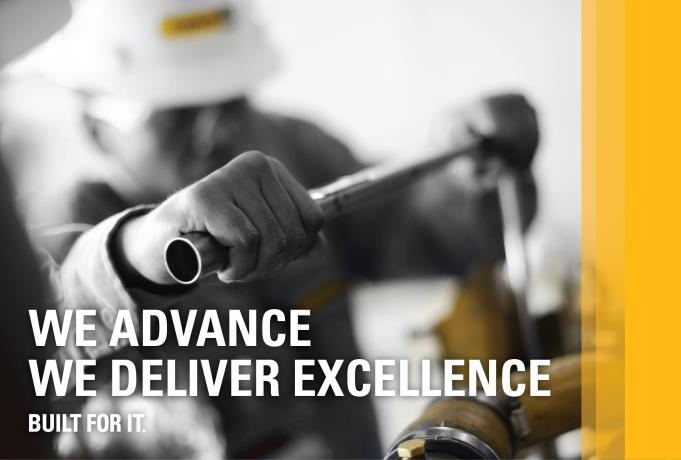 WE ADVANCE
WE DELIVER EXCELLENCE
BUILT FOR IT.